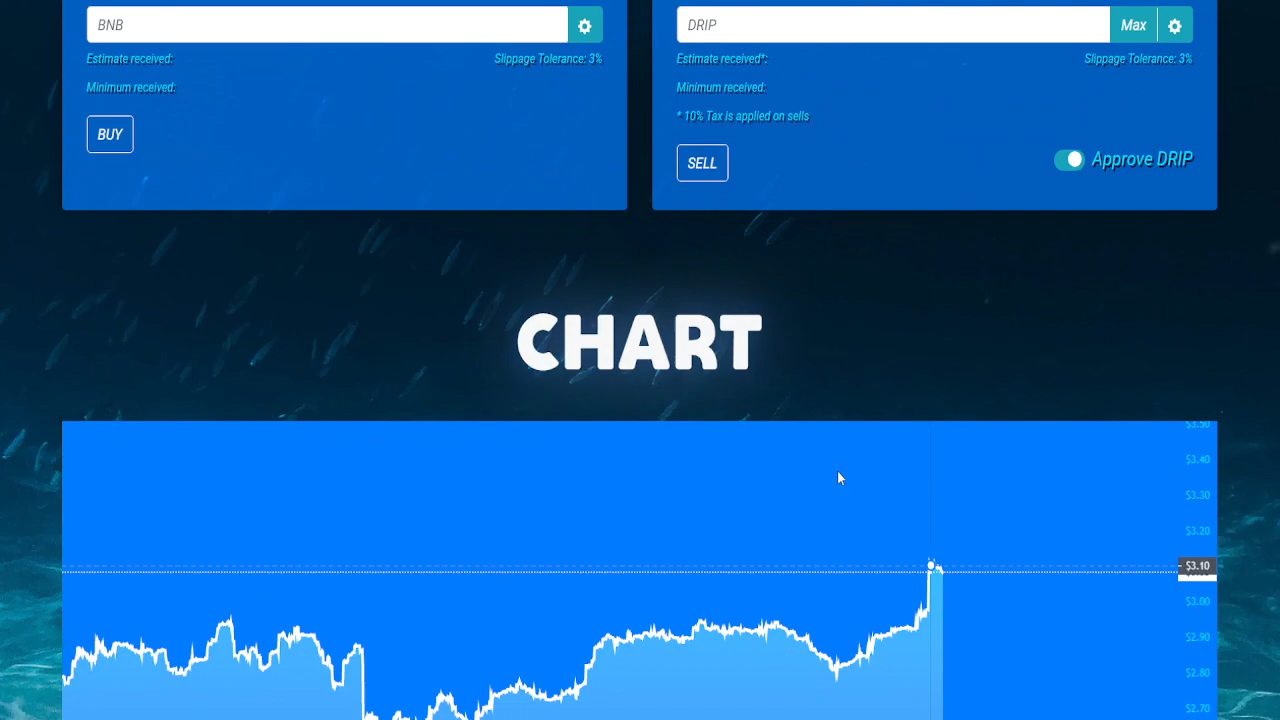 BNB
Estimate received:
Slippage Tolerance: 3%
Minimum received:
BUY
DRIP
Max
Estimate received*:
Slippage Tolerance: 3%
Minimum received:
* 10% Tax is applied on sells
SELL
Approve DRIP
CHART
$3.50
$3.40
$3.30
$3.20
$3.10
$3.00
$2.90
$2.80
$2.70